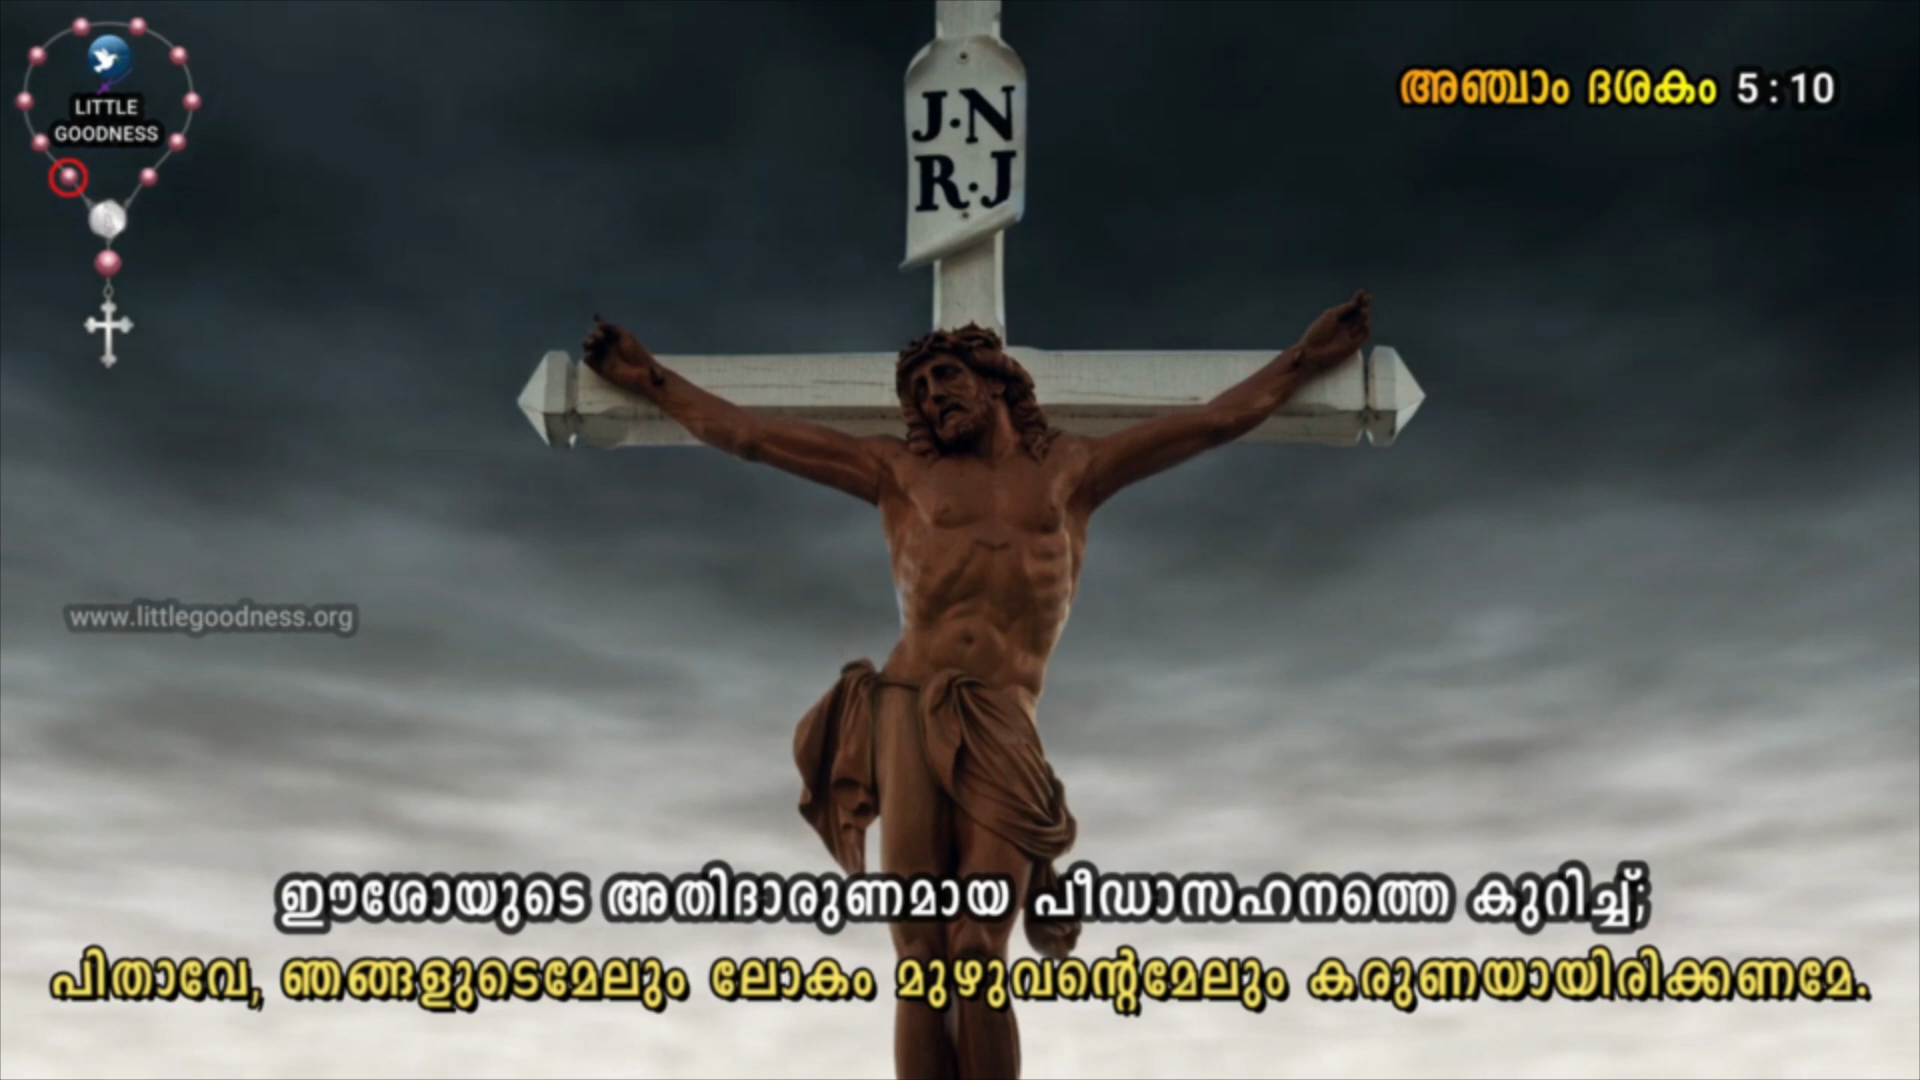 LITTLE
GOODNESS
അഞ്ചാം ദശകം 5 : 10
J·N
R·J
www.littlegoodness.org
ഈശോയുടെ അതിദാരുണമായ പീഡാസഹനത്തെ കുറിച്ച്;
പിതാവേ, ഞങ്ങളുടെമേലും ലോകം മുഴുവന്റെമേലും കരുണയായിരിക്കണമേ.